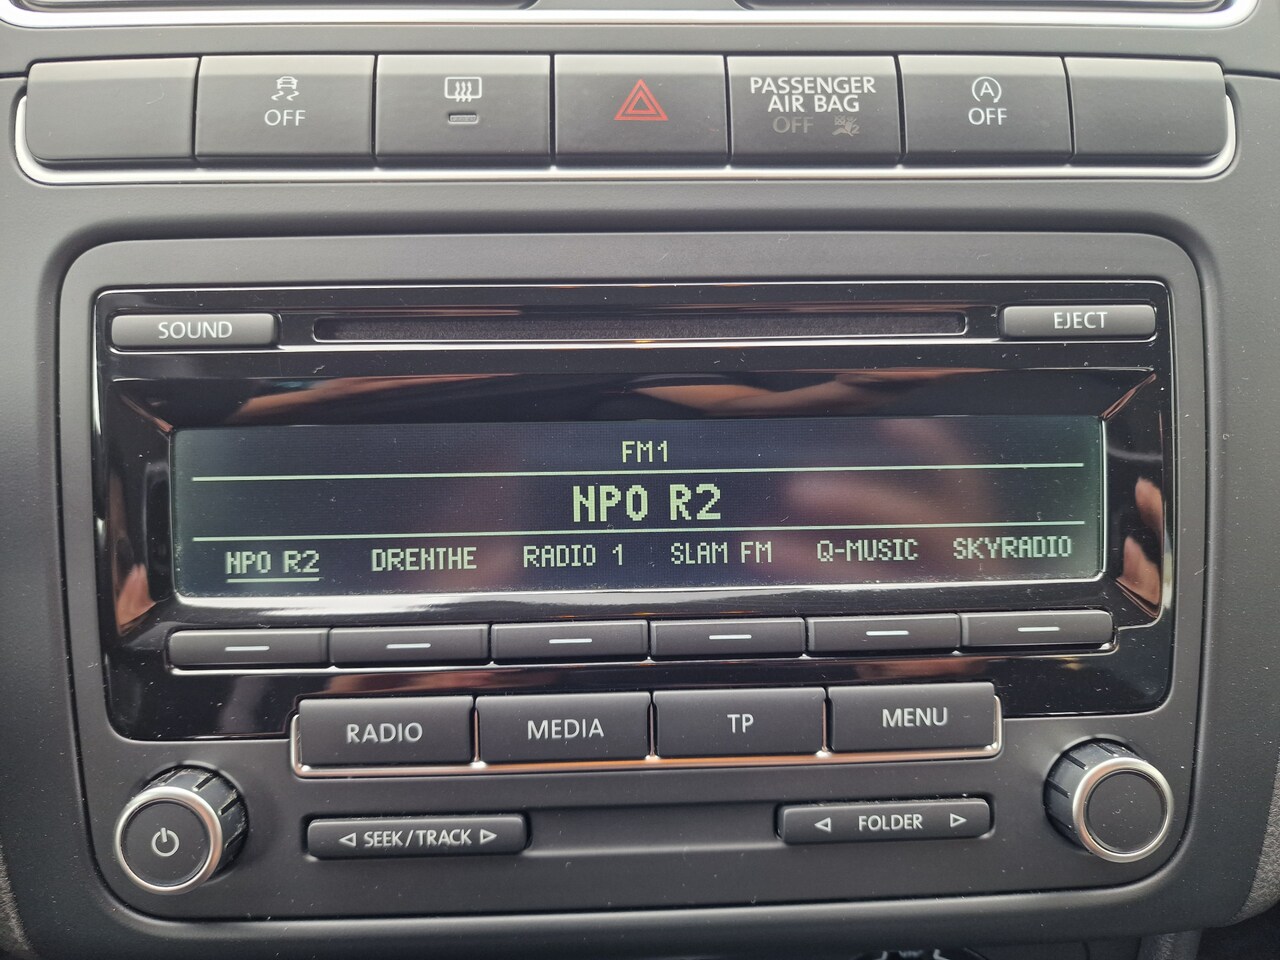 OFF
PASSENGER
AIR BAG
OFF
A
OFF
SOUND
EJECT
FM1
NPO R2
NPO R2 DRENTHE RADIO 1 SLAM FM Q-MUSIC SKYRADIO
RADIO MEDIA TP MENU
SEEK/TRACK FOLDER